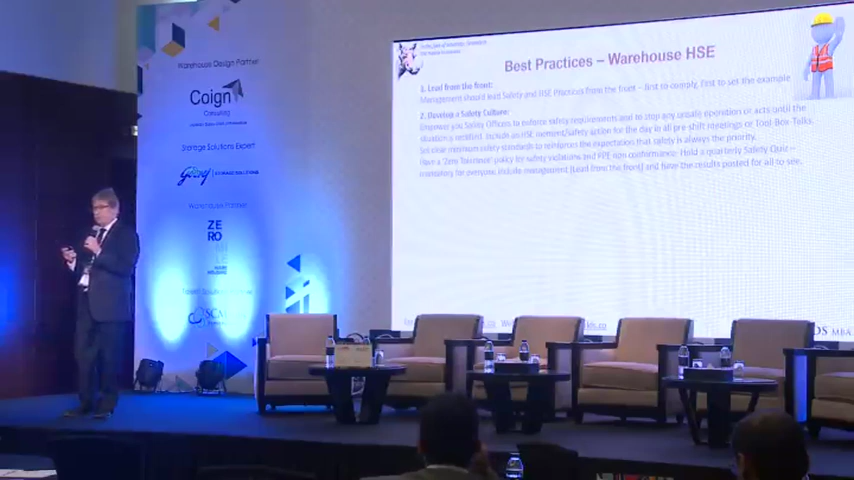 Warehouse Design Partner
Coign
Consulting
Storage Solutions Expert
Godrej STORAGE SOLUTIONS
Warehouse Partner
ZE
RO
MI
LE
Best Practices – Warehouse HSE
1. Lead from the front:
Management should lead Safety and HSE Practices from the front – first to comply, first to set the example
2. Develop a Safety Culture:
Empower you Safety Officers to enforce safety requirements and to stop any unsafe operation or acts until the
situation is rectified. Include an HSE moment/safety action for the day in all pre-shift meetings or Tool-Box-Talks.
Set clear minimum safety standards to reinforces the expectation that safety is always the priority.
Have a 'Zero Tolerance' policy for safety violations and PPE non conformance. Hold a quarterly Safety Quiz –
mandatory for everyone, include management (Lead from the front) and have the results posted for all to see.
MBA